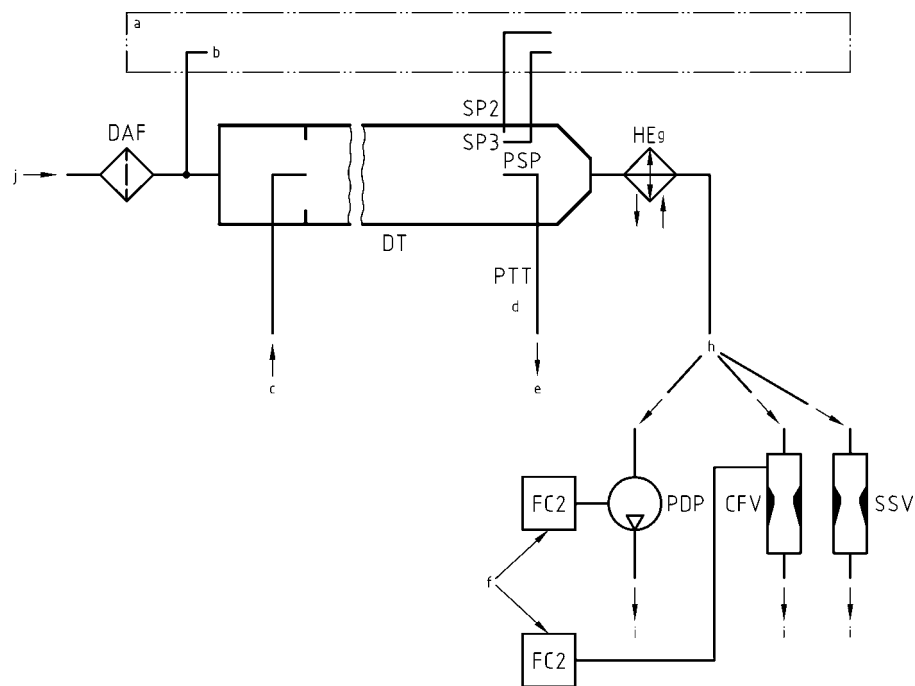 a
b
SP2
DAF
SP3
HEg
PSP
j
DT
PTT
d
h
c
e
FC2
PDP
CFV
SSV
f
i
i
i
FC2